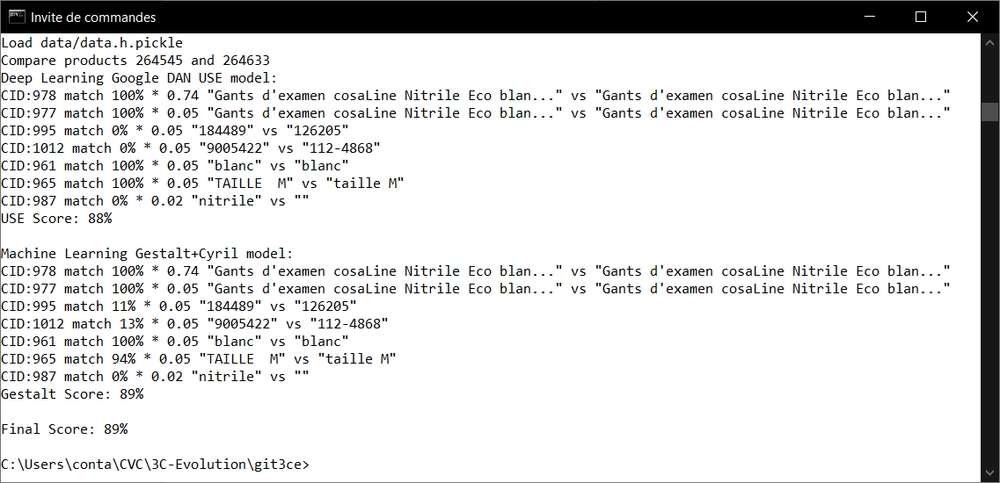 Invite de commandes
Load data/data.h.pickle
Compare products 264545 and 264633
Deep Learning Google DAN USE model:
CID:978 match 100% * 0.74 "Gants d'examen cosaLine Nitrile Eco blan..." vs "Gants d'examen cosaLine Nitrile Eco blan..."
CID:977 match 100% * 0.05 "Gants d'examen cosaLine Nitrile Eco blan..." vs "Gants d'examen cosaLine Nitrile Eco blan..."
CID:995 match 0% * 0.05 "184489" vs "126205"
CID:1012 match 0% * 0.05 "9005422" vs "112-4868"
CID:961 match 100% * 0.05 "blanc" vs "blanc"
CID:965 match 100% * 0.05 "TAILLE  M" vs "taille M"
CID:987 match 0% * 0.02 "nitrile" vs ""
USE Score: 88%
Machine Learning Gestalt+Cyril model:
CID:978 match 100% * 0.74 "Gants d'examen cosaLine Nitrile Eco blan..." vs "Gants d'examen cosaLine Nitrile Eco blan..."
CID:977 match 100% * 0.05 "Gants d'examen cosaLine Nitrile Eco blan..." vs "Gants d'examen cosaLine Nitrile Eco blan..."
CID:995 match 11% * 0.05 "184489" vs "126205"
CID:1012 match 13% * 0.05 "9005422" vs "112-4868"
CID:961 match 100% * 0.05 "blanc" vs "blanc"
CID:965 match 94% * 0.05 "TAILLE  M" vs "taille M"
CID:987 match 0% * 0.02 "nitrile" vs ""
Gestalt Score: 89%
Final Score: 89%
C:\Users\conta\CVC\3C-Evolution\git3ce>